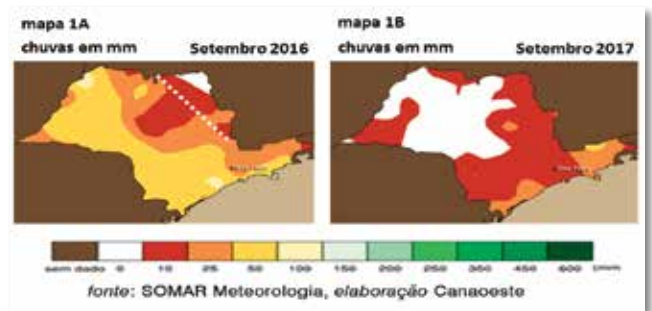 mapa 1A
chuvas em mm Setembro 2016
mapa 1B
chuvas em mm Setembro 2017
sem dado 0 10 25 50 100 150 200 250 350 450 600 (mm
fonte: SOMAR Meteorologia, elaboração Canaoeste